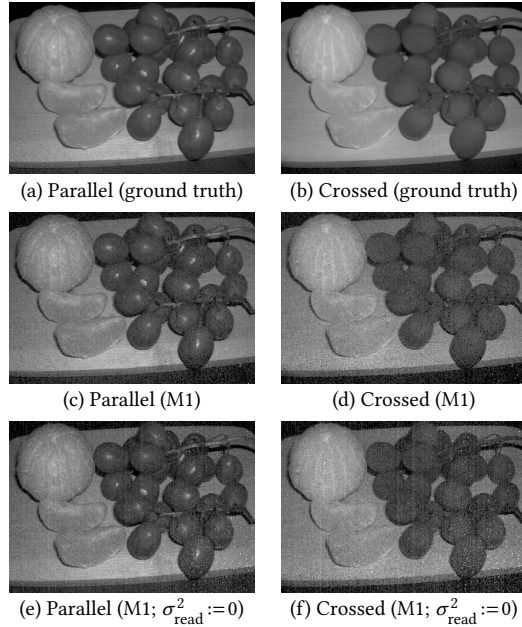 (a) Parallel (ground truth)
(b) Crossed (ground truth)
(c) Parallel (M1)
(d) Crossed (M1)
(e) Parallel (M1; σ²read :=0)
(f) Crossed (M1; σ²read :=0)